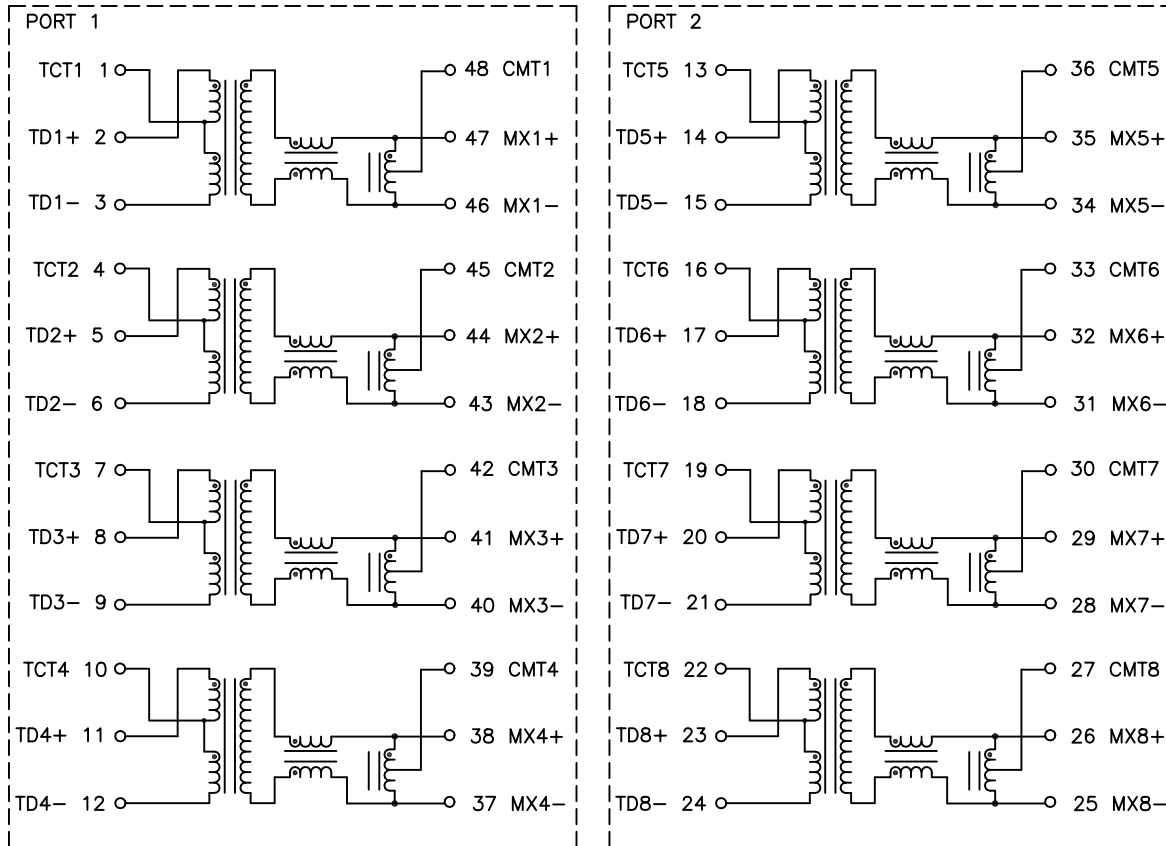 PORT 1
TCT1 1
48 CMT1
TD1+ 2
47 MX1+
TD1− 3
46 MX1−
TCT2 4
45 CMT2
TD2+ 5
44 MX2+
TD2− 6
43 MX2−
TCT3 7
42 CMT3
TD3+ 8
41 MX3+
TD3− 9
40 MX3−
TCT4 10
39 CMT4
TD4+ 11
38 MX4+
TD4− 12
37 MX4−
PORT 2
TCT5 13
36 CMT5
TD5+ 14
35 MX5+
TD5− 15
34 MX5−
TCT6 16
33 CMT6
TD6+ 17
32 MX6+
TD6− 18
31 MX6−
TCT7 19
30 CMT7
TD7+ 20
29 MX7+
TD7− 21
28 MX7−
TCT8 22
27 CMT8
TD8+ 23
26 MX8+
TD8− 24
25 MX8−